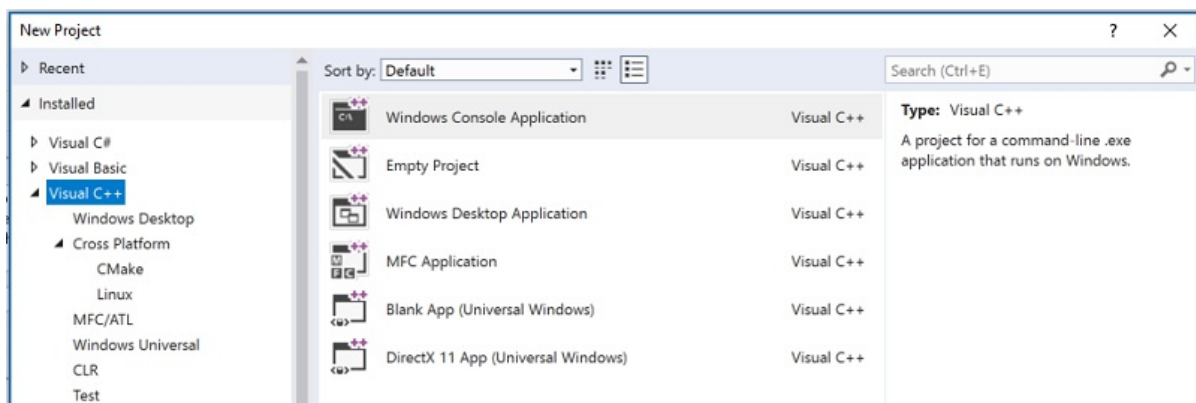 New Project
?
Recent
Installed
Visual C#
Visual Basic
Visual C++
Windows Desktop
Cross Platform
CMake
Linux
MFC/ATL
Windows Universal
CLR
Test
Sort by: Default
Windows Console Application Visual C++
Empty Project Visual C++
Windows Desktop Application Visual C++
MFC Application Visual C++
Blank App (Universal Windows) Visual C++
DirectX 11 App (Universal Windows) Visual C++
Search (Ctrl+E)
Type: Visual C++
A project for a command-line .exe
application that runs on Windows.